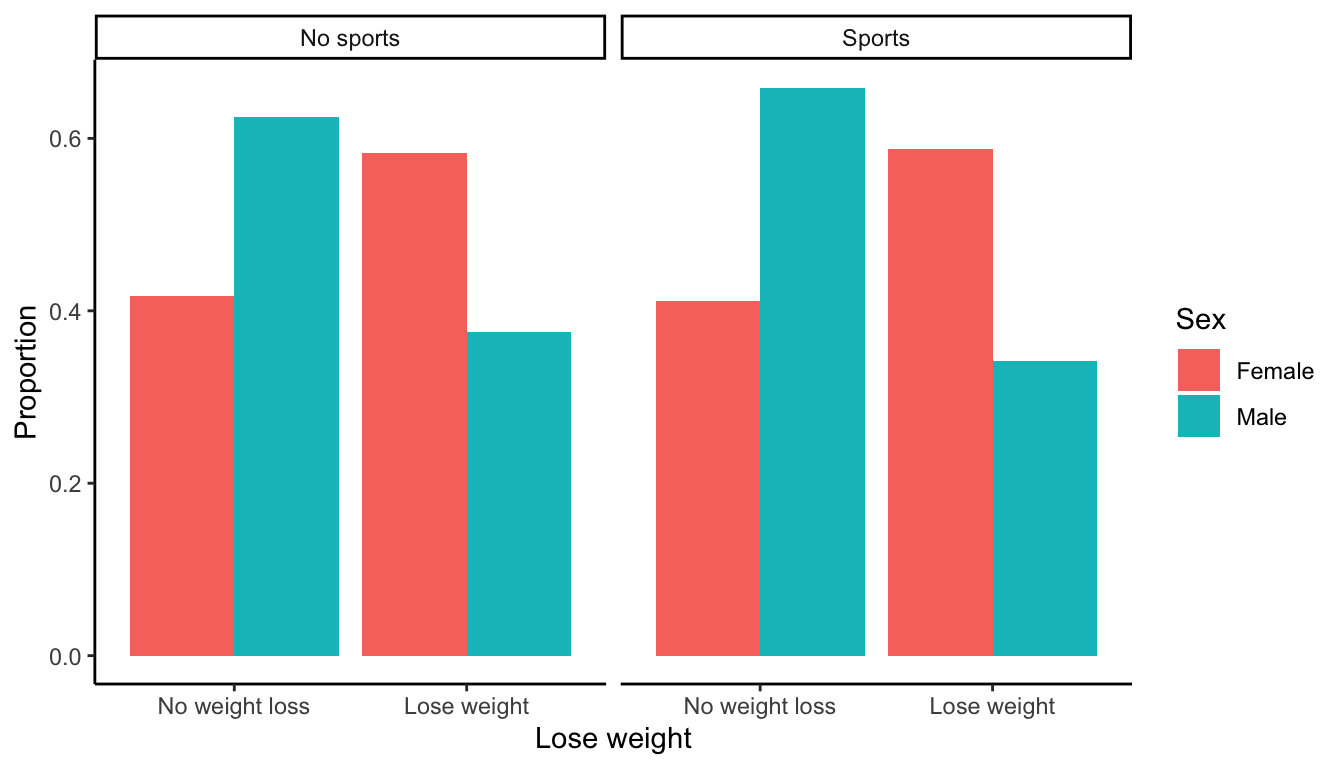 No sports
Sports
Proportion
0.6
0.4
0.2
0.0
No weight loss
Lose weight
No weight loss
Lose weight
Lose weight
Sex
Female
Male